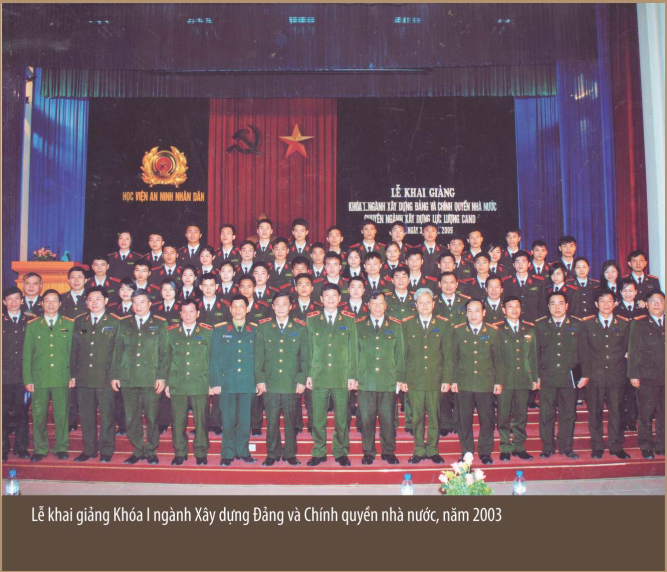 HỌC VIỆN AN NINH NHÂN DÂN
LỄ KHAI GIẢNG
KHÓA I NGÀNH XÂY DỰNG ĐẢNG VÀ CHÍNH QUYỀN NHÀ NƯỚC
CHUYÊN NGÀNH XÂY DỰNG LỰC LƯỢNG CAND
NGÀY 2009
Lễ khai giảng Khóa I ngành Xây dựng Đảng và Chính quyền nhà nước, năm 2003